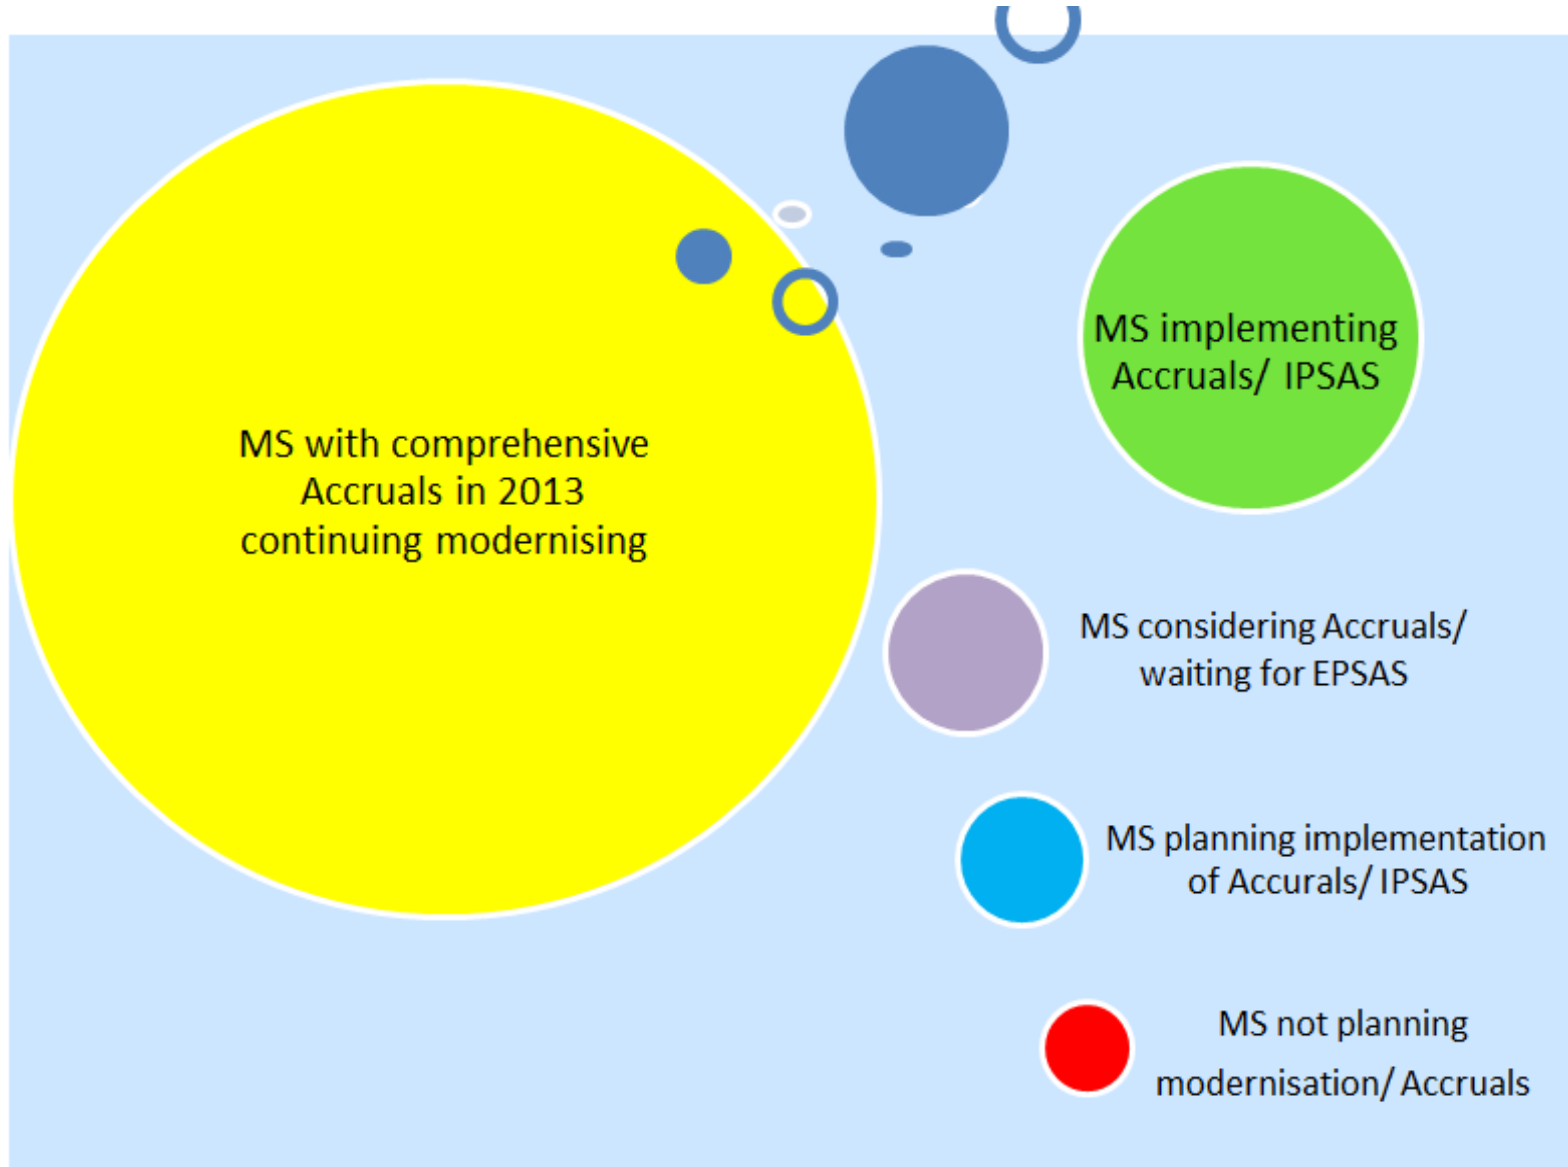 MS implementing
Accruals/ IPSAS
MS with comprehensive
Accruals in 2013
continuing modernising
MS considering Accruals/
waiting for EPSAS
MS planning implementation
of Accurals/ IPSAS
MS not planning
modernisation/ Accruals